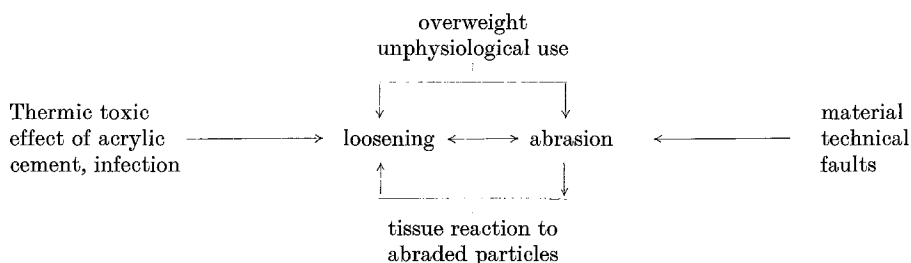 overweight
unphysiological use
Thermic toxic
effect of acrylic
cement, infection
loosening
abrasion
material
technical
faults
tissue reaction to
abraded particles